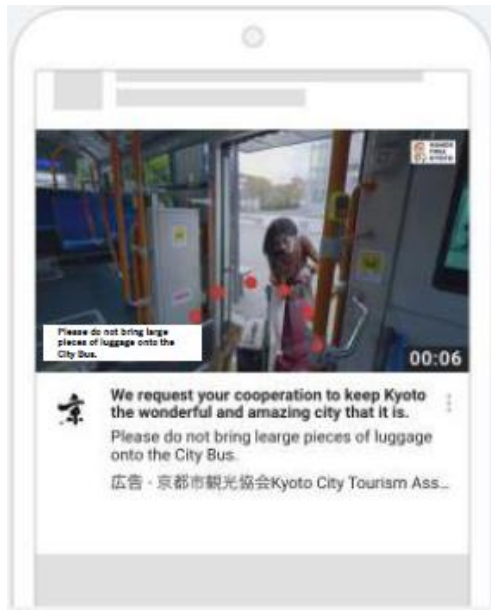 HANDS
FREE
KYOTO
Please do not bring large
pieces of luggage onto the
City Bus.
00:06
京
We request your cooperation to keep Kyoto
the wonderful and amazing city that it is.
Please do not bring learge pieces of luggage
onto the City Bus.
広告・京都市観光協会Kyoto City Tourism Ass...